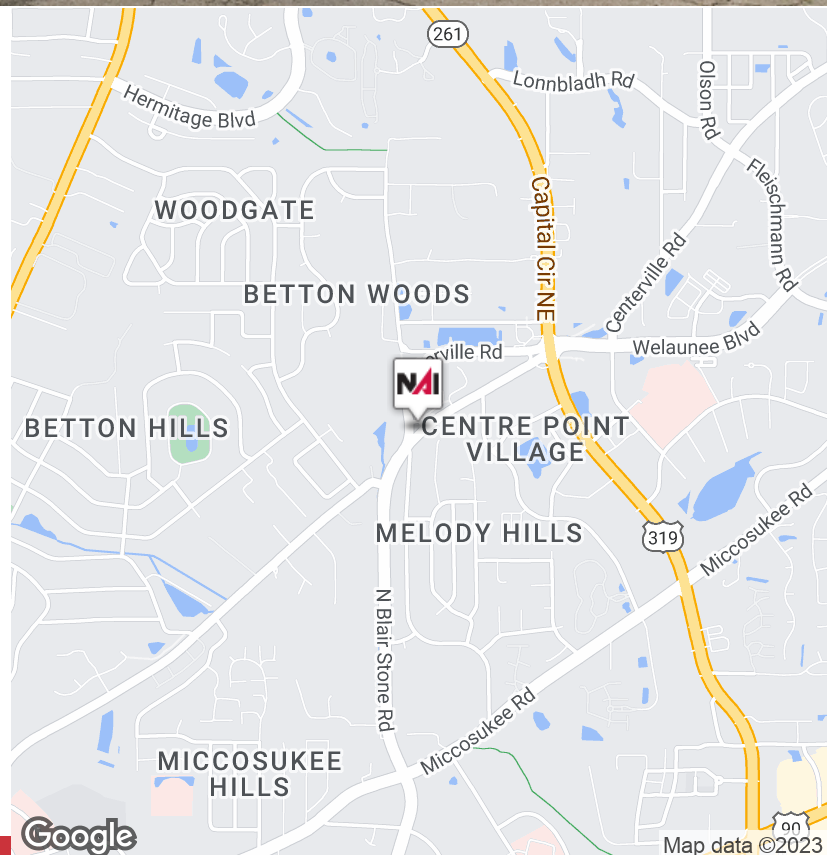 261
Lonnbladh Rd
Olson Rd
Hermitage Blvd
Fleischmann Rd
WOODGATE
Capital Cir NE
Centerville Rd
BETTON WOODS
Welaunee Blvd
erville Rd
NAI
BETTON HILLS
CENTRE POINT
VILLAGE
Miccosukee Rd
MELODY HILLS
319
N Blair Stone Rd
Miccosukee Rd
MICCOSUKEE
HILLS
90
Google
Map data ©2023